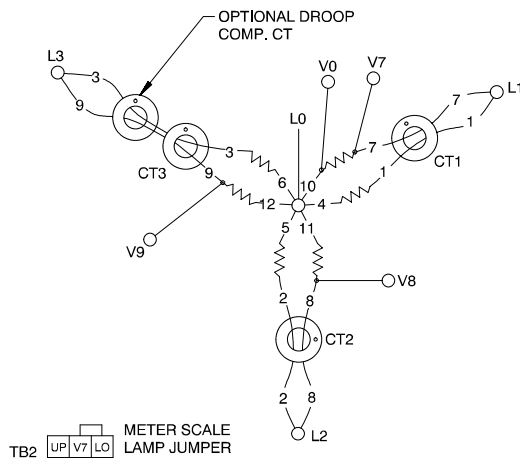 OPTIONAL DROOP
COMP. CT
L3
V0
V7
L1
3
9
L0
7
1
CT3
3
9
6
10
7
1
CT1
12
4
5
11
V9
V8
2
8
CT2
2
8
L2
METER SCALE
TB2 UP V7 LO LAMP JUMPER